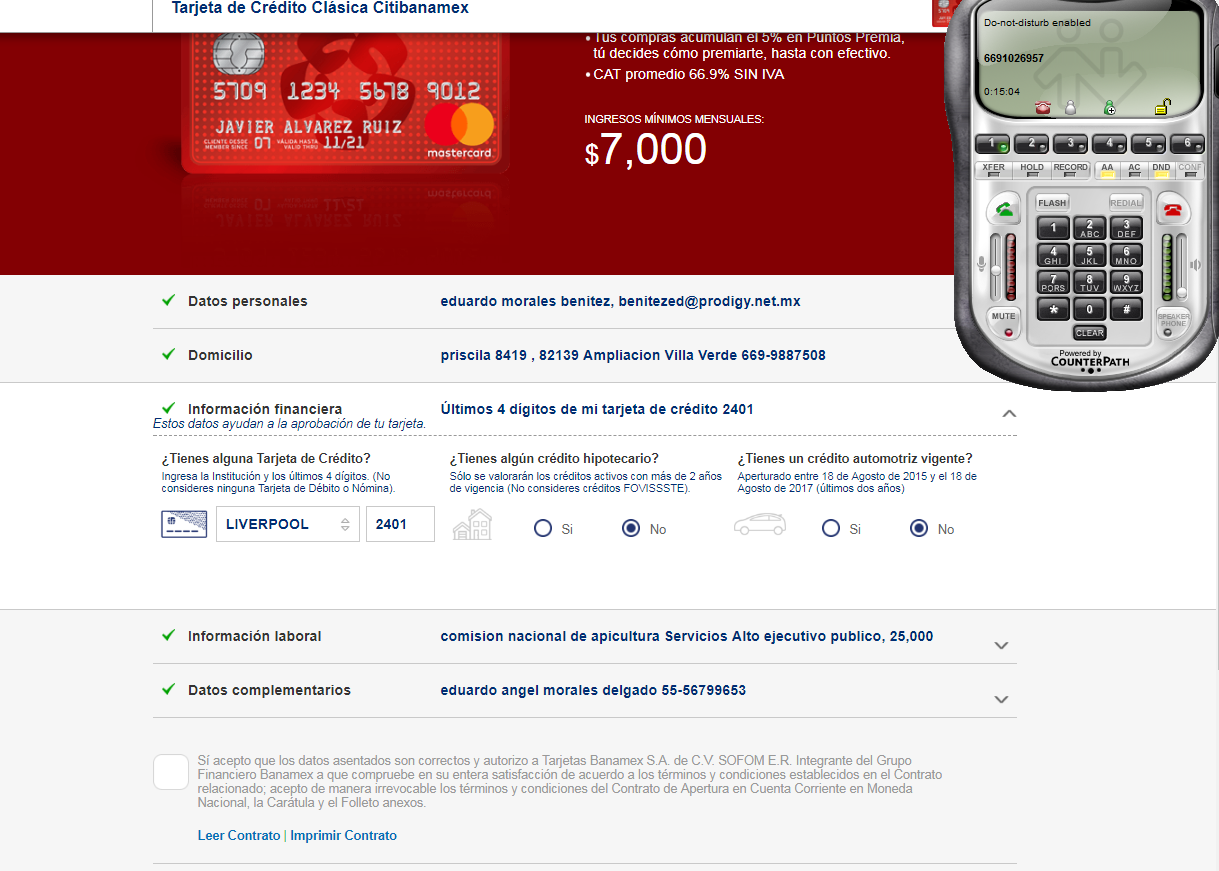 Tarjeta de Crédito Clásica Citibanamex
• Tus compras acumulan el 5% en Puntos Premia,
tú decides cómo premiarte, hasta con efectivo.
• CAT promedio 66.9% SIN IVA
INGRESOS MÍNIMOS MENSUALES:
$7,000
5709 1234 5678 9012
JAVIER ALVAREZ RUIZ
CLIENTE DESDE
MEMBER SINCE 07 VÁLIDA HASTA
VALID THRU 11/21
mastercard
Do-not-disturb enabled
6691026957
0:15:04
1 2 3 4 5 6
XFER HOLD RECORD AA AC DND CONF
FLASH REDIAL
1 2 ABC 3 DEF
4 GHI 5 JKL 6 MNO
7 PQRS 8 TUV 9 WXYZ
* 0 #
MUTE
SPEAKER PHONE
CLEAR
Powered by
COUNTERPATH
Datos personales eduardo morales benitez, benitezed@prodigy.net.mx
Domicilio priscila 8419 , 82139 Ampliacion Villa Verde 669-9887508
Información financiera Últimos 4 dígitos de mi tarjeta de crédito 2401
Estos datos ayudan a la aprobación de tu tarjeta.
¿Tienes alguna Tarjeta de Crédito?
Ingresa la Institución y los últimos 4 dígitos. (No
consideres ninguna Tarjeta de Débito o Nómina).
LIVERPOOL 2401
¿Tienes algún crédito hipotecario?
Sólo se valorarán los créditos activos con más de 2 años
de vigencia (No consideres créditos FOVISSSTE).
Si No
¿Tienes un crédito automotriz vigente?
Aperturado entre 18 de Agosto de 2015 y el 18 de
Agosto de 2017 (últimos dos años)
Si No
Información laboral comision nacional de apicultura Servicios Alto ejecutivo publico, 25,000
Datos complementarios eduardo angel morales delgado 55-56799653
Sí acepto que los datos asentados son correctos y autorizo a Tarjetas Banamex S.A. de C.V. SOFOM E.R. Integrante del Grupo
Financiero Banamex a que compruebe en su entera satisfacción de acuerdo a los términos y condiciones establecidos en el Contrato
relacionado; acepto de manera irrevocable los términos y condiciones del Contrato de Apertura en Cuenta Corriente en Moneda
Nacional, la Carátula y el Folleto anexos.
Leer Contrato | Imprimir Contrato